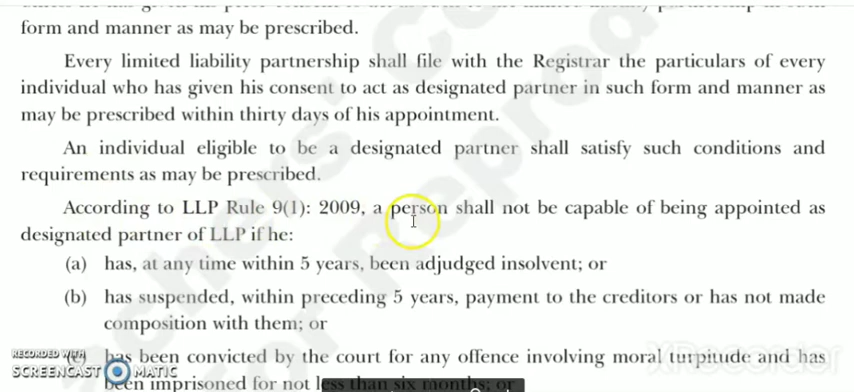 form and manner as may be prescribed.
Every limited liability partnership shall file with the Registrar the particulars of every
individual who has given his consent to act as designated partner in such form and manner as
may be prescribed within thirty days of his appointment.
An individual eligible to be a designated partner shall satisfy such conditions and
requirements as may be prescribed.
According to LLP Rule 9(1): 2009, a person shall not be capable of being appointed as
designated partner of LLP if he:
(a) has, at any time within 5 years, been adjudged insolvent; or
(b) has suspended, within preceding 5 years, payment to the creditors or has not made
composition with them; or
(c) has been convicted by the court for any offence involving moral turpitude and has
been imprisoned for not less than six months; or
RECORDED WITH
SCREENCAST MATIC
XRecorder